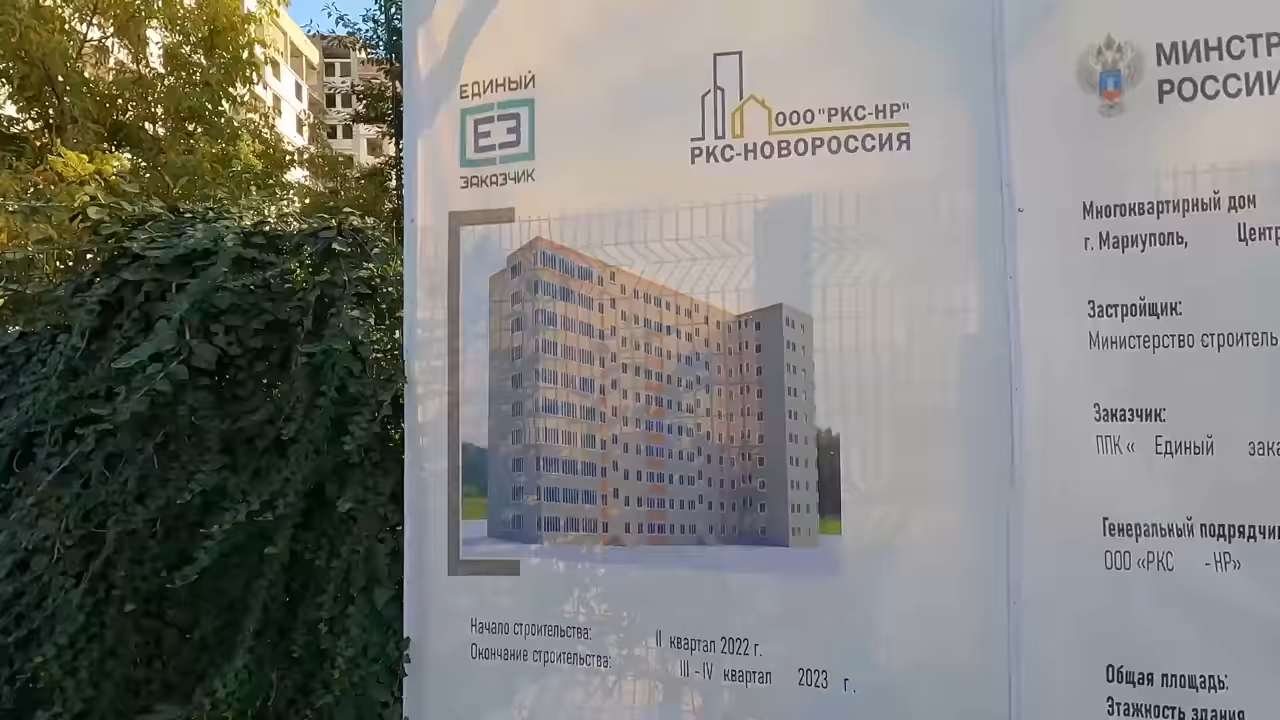 ЕДИНЫЙ
ЕЗ
ЗАКАЗЧИК
ООО "РКС-НР"
РКС-НОВОРОССИЯ
Начало строительства: II квартал 2022 г.
Окончание строительства: III - IV квартал 2023 г.
МИНСТР
РОССИИ
Многоквартирный дом
г. Мариуполь, Центр
Застройщик:
Министерство строитель
Заказчик:
ППК « Единый зака
Генеральный подрядчи
ООО «РКС - НР»
Общая площадь:
Этажность здания